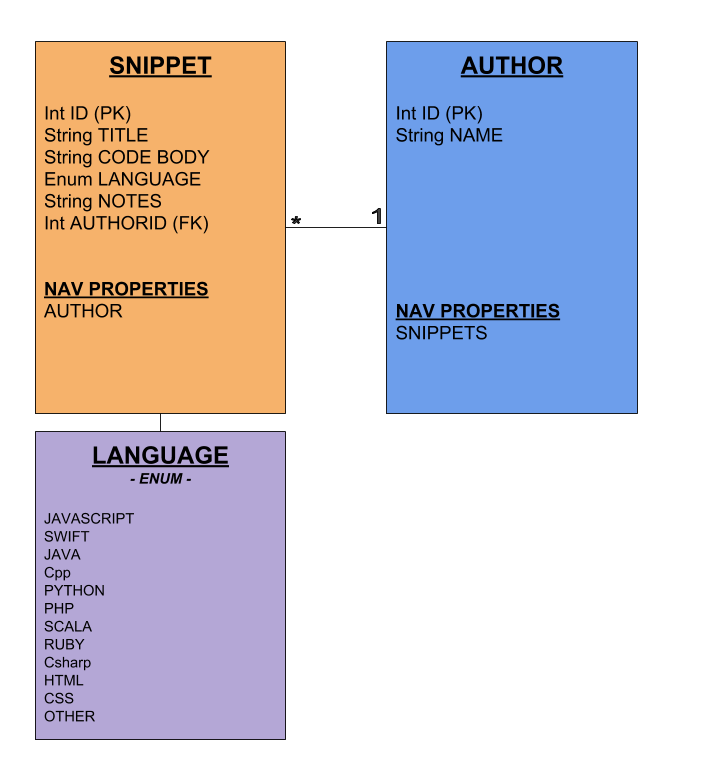 SNIPPET
Int ID (PK)
String TITLE
String CODE BODY
Enum LANGUAGE
String NOTES
Int AUTHORID (FK)
NAV PROPERTIES
AUTHOR
*
1
AUTHOR
Int ID (PK)
String NAME
NAV PROPERTIES
SNIPPETS
LANGUAGE
- ENUM -
JAVASCRIPT
SWIFT
JAVA
Cpp
PYTHON
PHP
SCALA
RUBY
Csharp
HTML
CSS
OTHER